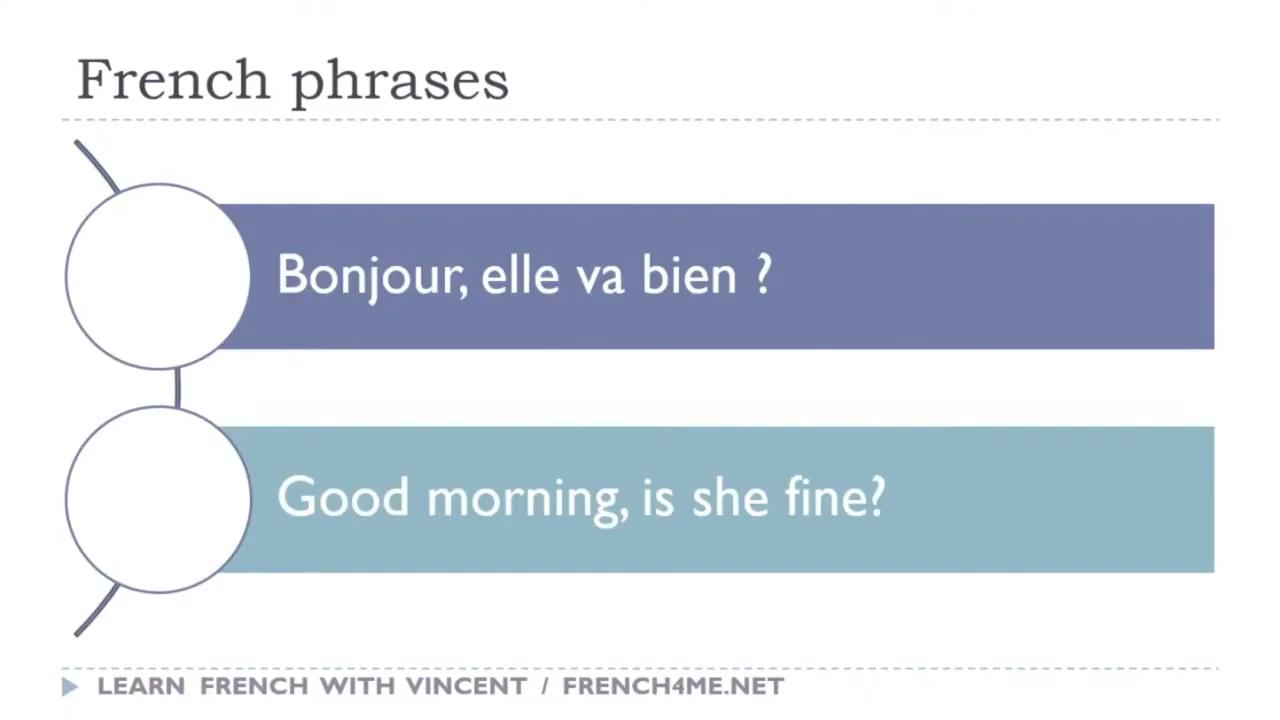 French phrases
Bonjour, elle va bien ?
Good morning, is she fine?
LEARN FRENCH WITH VINCENT / FRENCH4ME.NET